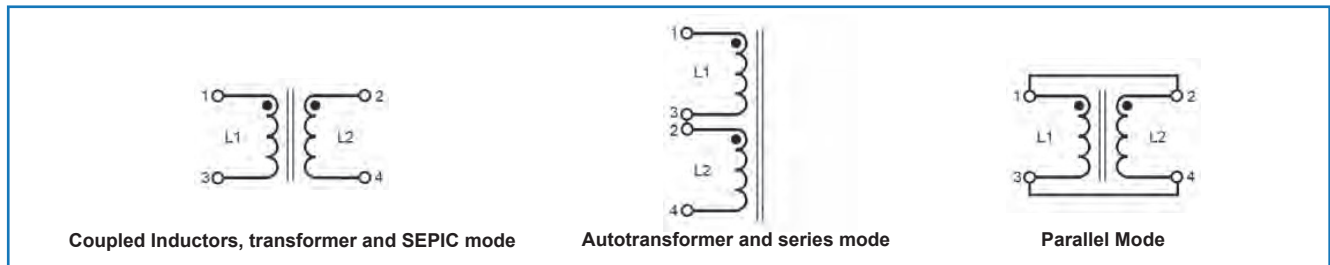 1
2
L1
L2
3
4
Coupled Inductors, transformer and SEPIC mode
1
L1
3
2
L2
4
Autotransformer and series mode
1
2
L1
L2
3
4
Parallel Mode